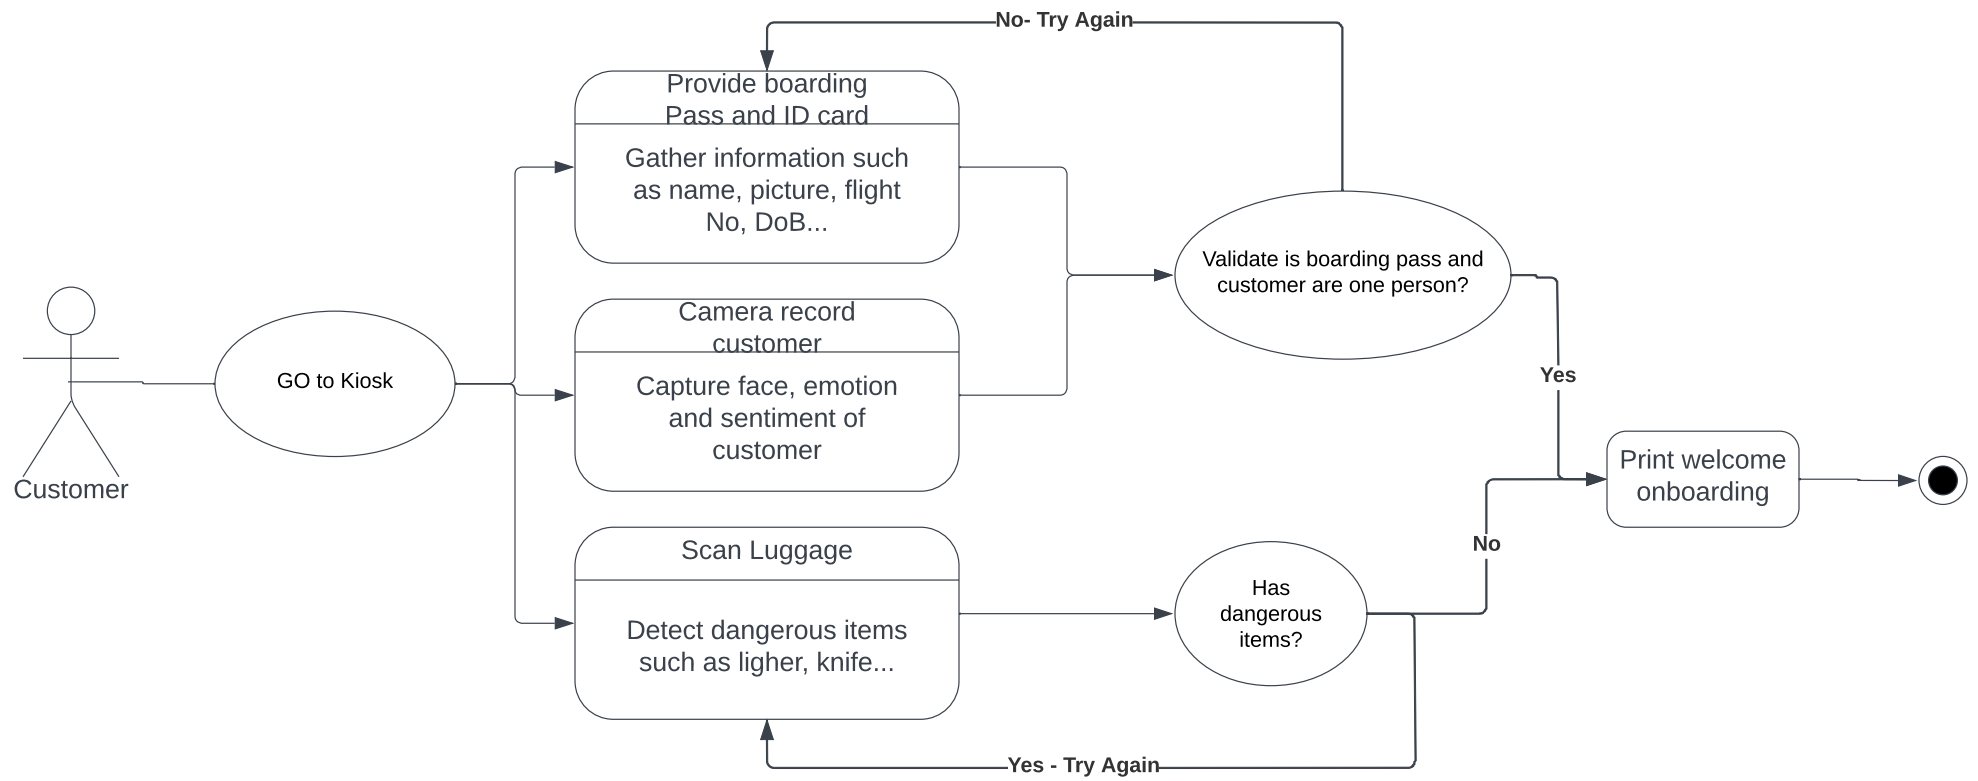 No- Try Again
Provide boarding
Pass and ID card
Gather information such
as name, picture, flight
No, DoB...
Validate is boarding pass and
customer are one person?
Camera record
customer
Capture face, emotion
and sentiment of
customer
GO to Kiosk
Customer
Yes
Print welcome
onboarding
Scan Luggage
Detect dangerous items
such as ligher, knife...
Has
dangerous
items?
No
Yes - Try Again